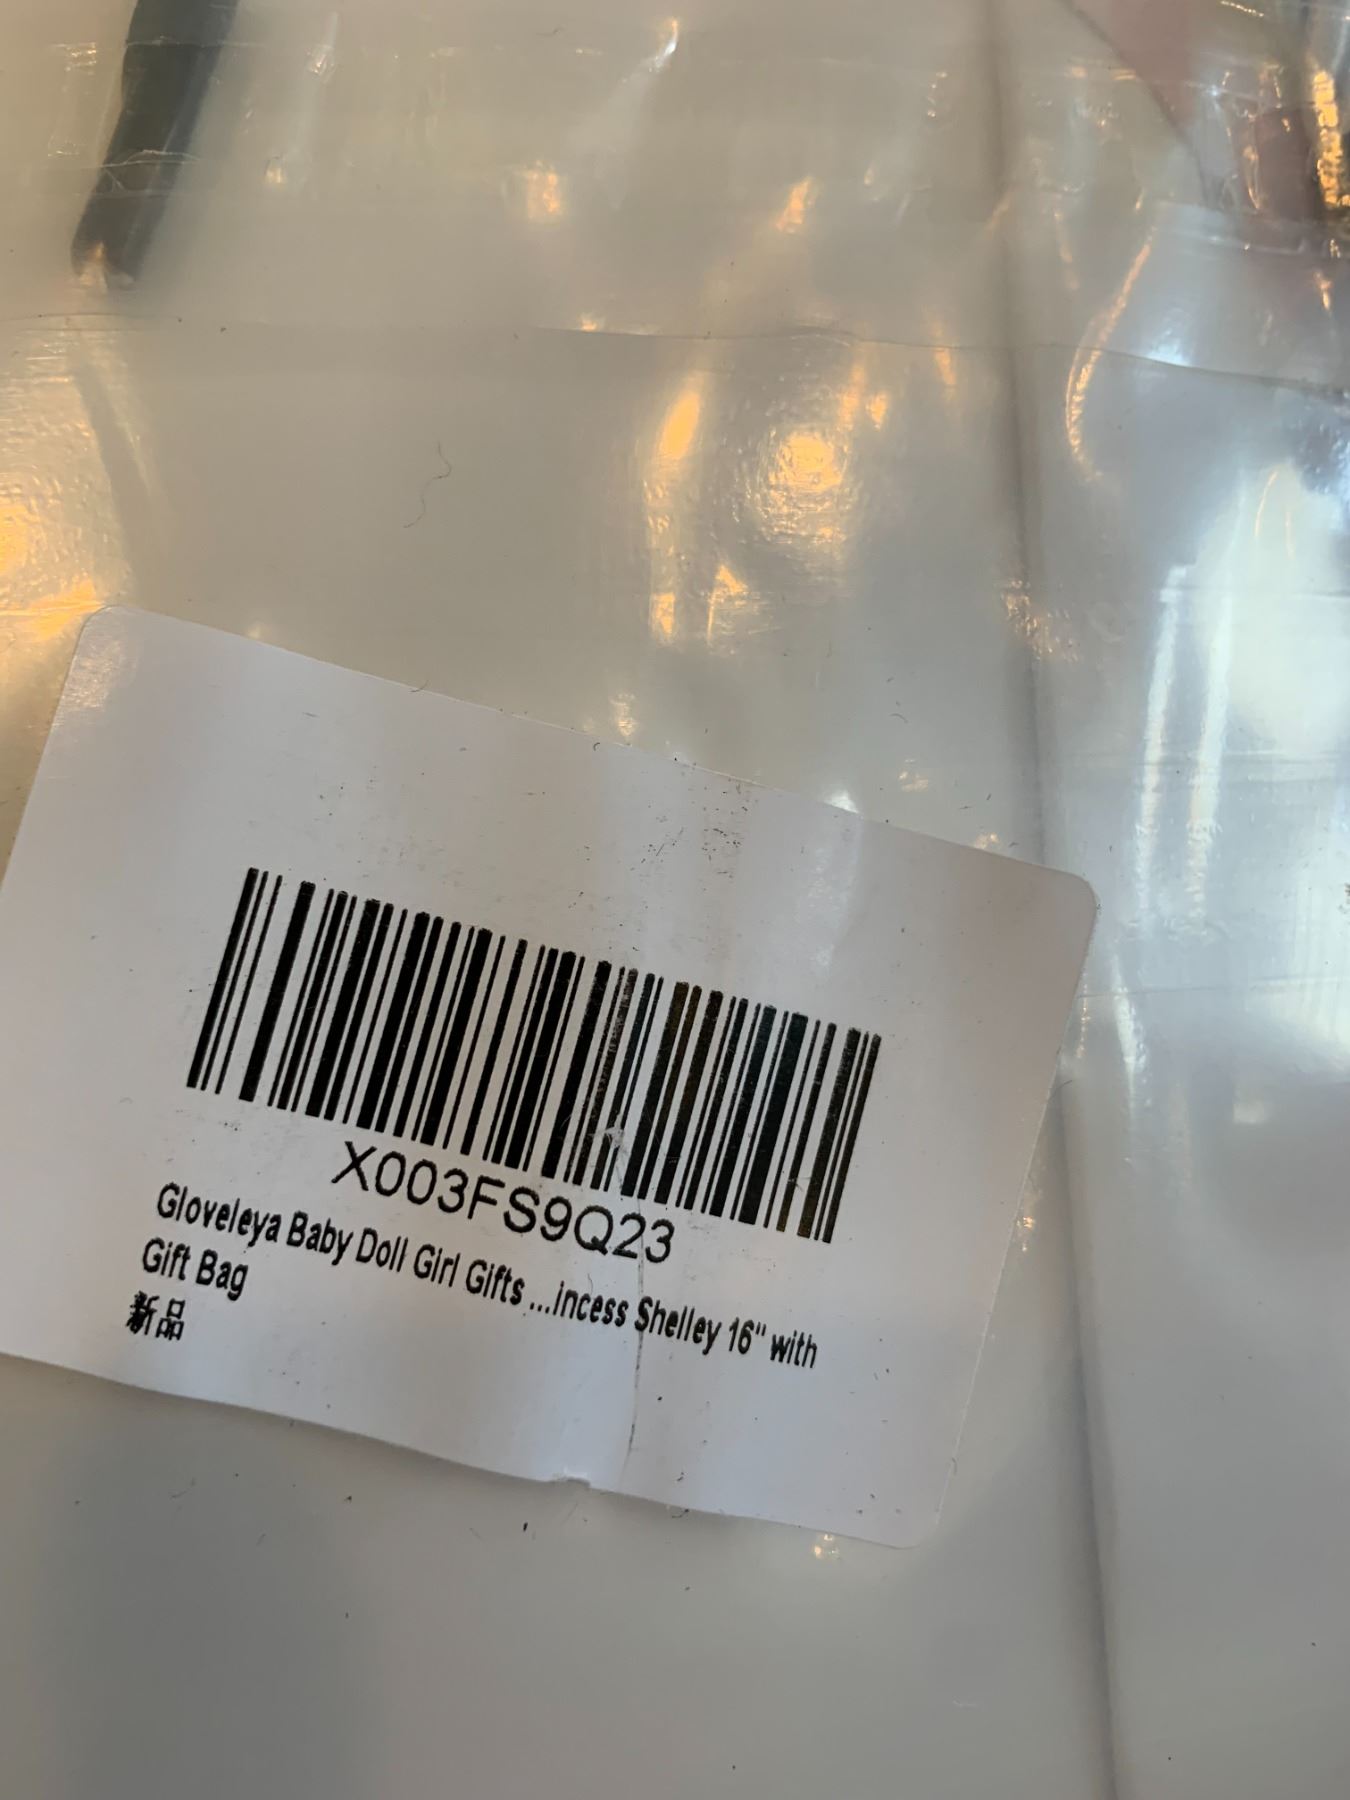 X003FS9Q23
Gloveleya Baby Doll Girl Gifts ...incess Shelley 16" with
Gift Bag
新品